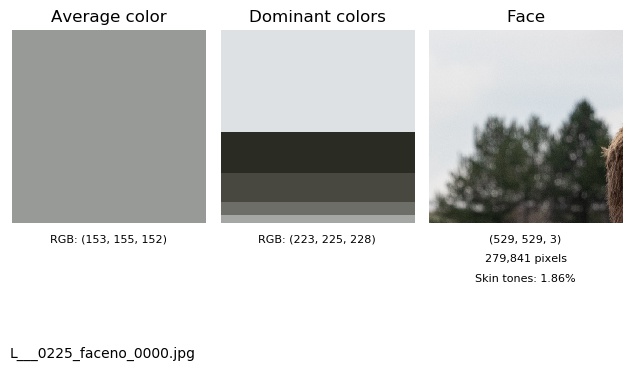 Average color
Dominant colors
Face
RGB: (153, 155, 152)
RGB: (223, 225, 228)
(529, 529, 3)
279,841 pixels
Skin tones: 1.86%
L___0225_faceno_0000.jpg